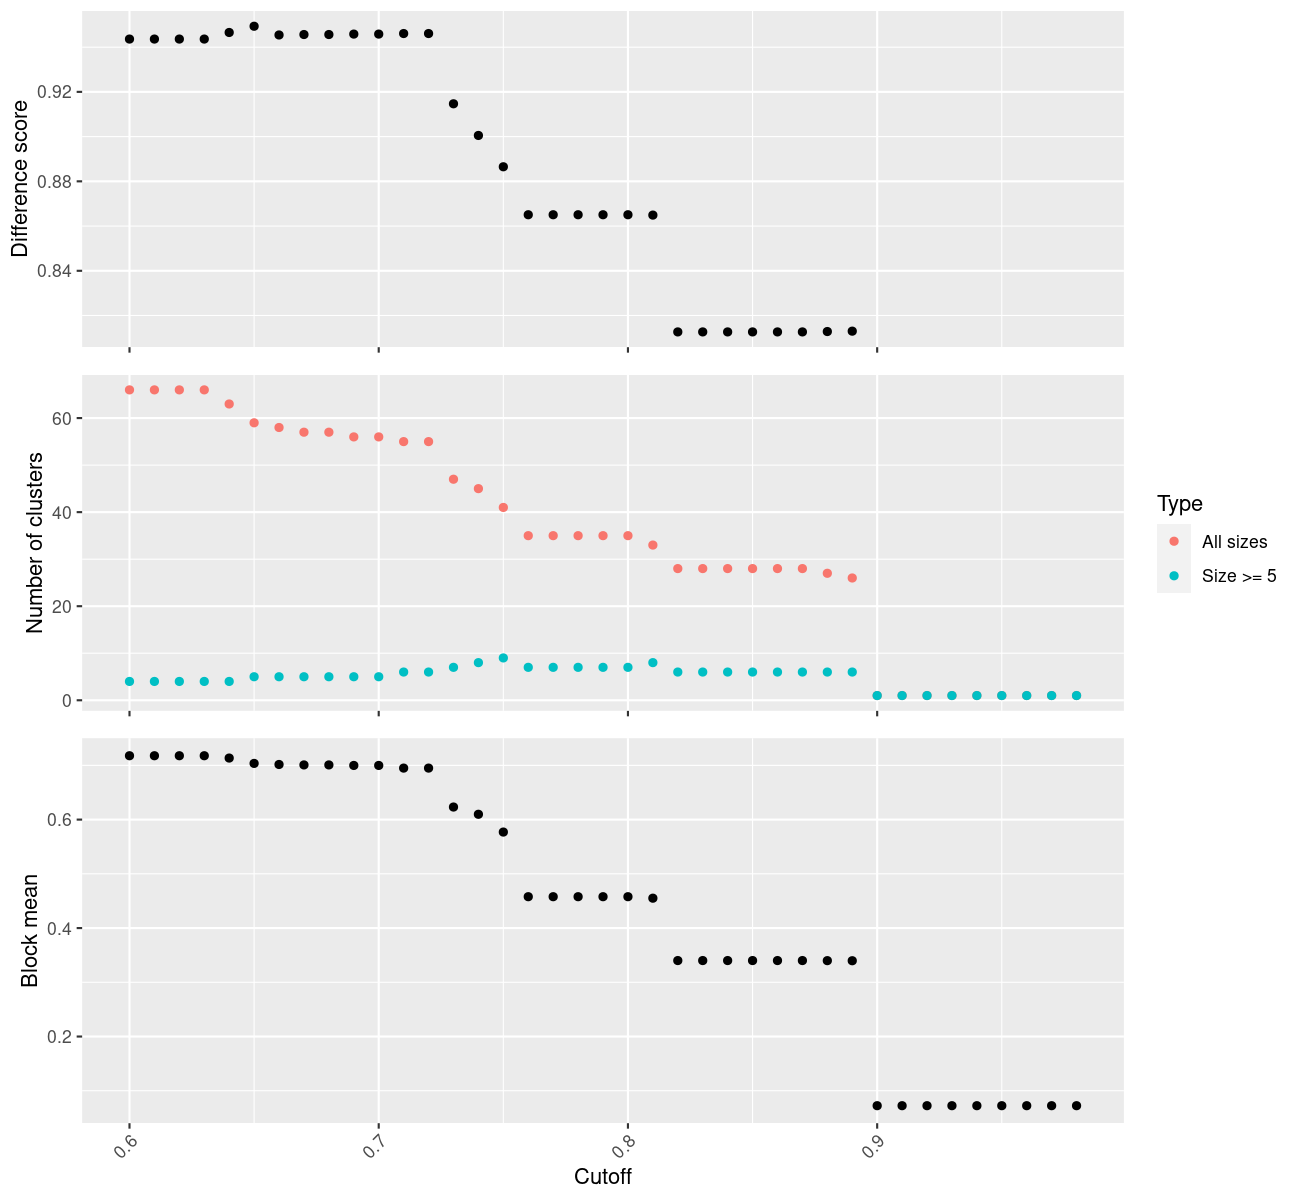 Difference score
0.92
0.88
0.84
Number of clusters
60
40
20
0
Type
All sizes
Size >= 5
Block mean
0.6
0.4
0.2
0.6 0.7 0.8 0.9
Cutoff